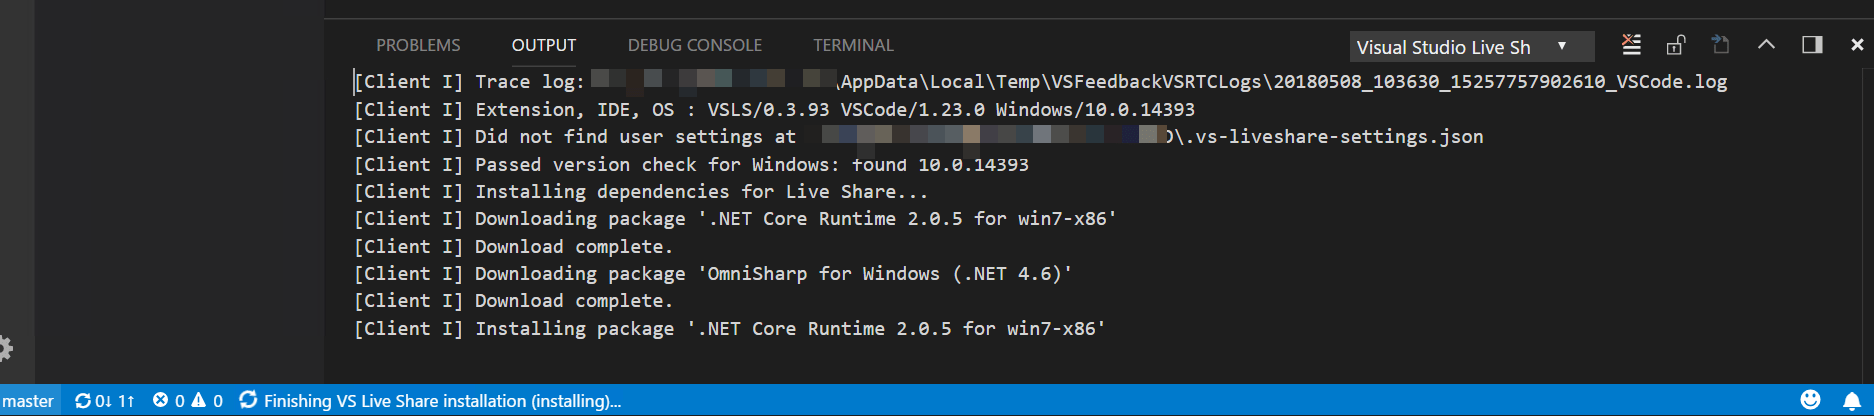 PROBLEMS OUTPUT DEBUG CONSOLE TERMINAL Visual Studio Live Sh
[Client I] Trace log: \AppData\Local\Temp\VSFeedbackVSRTCLogs\20180508_103630_15257757902610_VSCode.log
[Client I] Extension, IDE, OS : VSLS/0.3.93 VSCode/1.23.0 Windows/10.0.14393
[Client I] Did not find user settings at \.vs-liveshare-settings.json
[Client I] Passed version check for Windows: found 10.0.14393
[Client I] Installing dependencies for Live Share...
[Client I] Downloading package '.NET Core Runtime 2.0.5 for win7-x86'
[Client I] Download complete.
[Client I] Downloading package 'OmniSharp for Windows (.NET 4.6)'
[Client I] Download complete.
[Client I] Installing package '.NET Core Runtime 2.0.5 for win7-x86'
master 0↓ 1↑ 0 0 Finishing VS Live Share installation (installing)...